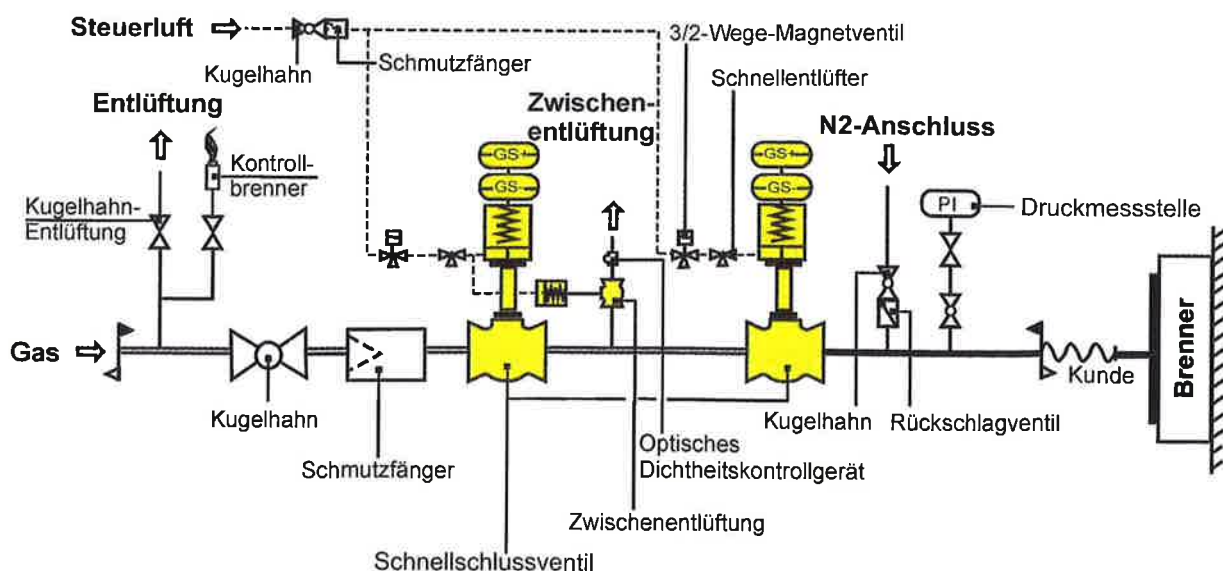 Steuerluft
3/2-Wege-Magnetventil
Kugelhahn
Schmutzfänger
Schnellentlüfter
Entlüftung
Zwischen-
entlüftung
N2-Anschluss
Kontroll-
brenner
GS+
GS-
GS+
GS-
Kugelhahn-
Entlüftung
PI
Druckmessstelle
Gas
Kunde
Brenner
Kugelhahn
Kugelhahn
Rückschlagventil
Schmutzfänger
Optisches
Dichtheitskontrollgerät
Zwischenentlüftung
Schnellschlussventil